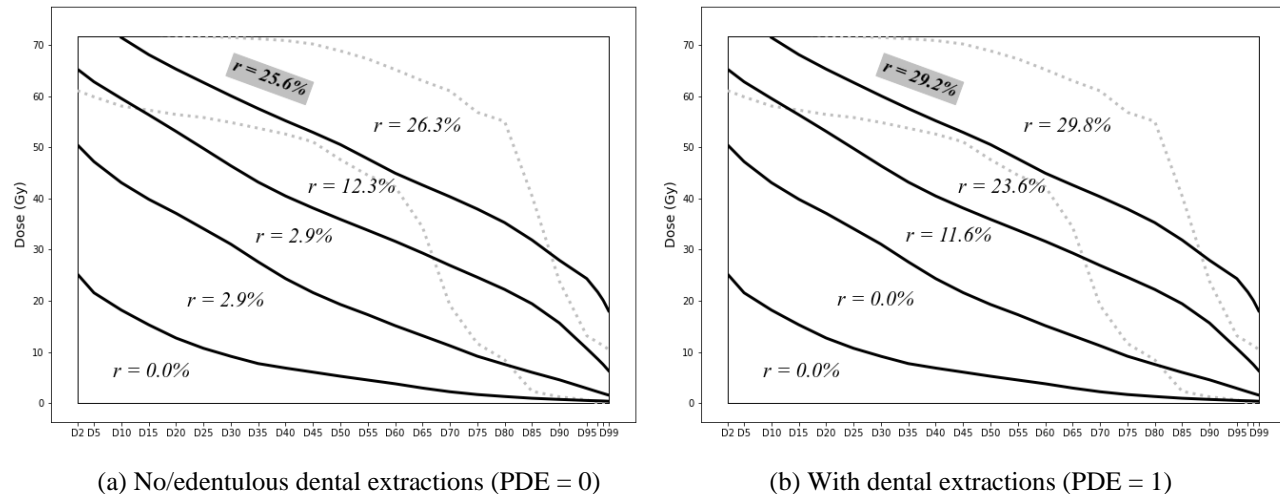 70
60
50
40
30
20
10
0
Dose (Gy)
r = 25.6%
r = 26.3%
r = 12.3%
r = 2.9%
r = 2.9%
r = 0.0%
D2 D5 D10 D15 D20 D25 D30 D35 D40 D45 D50 D55 D60 D65 D70 D75 D80 D85 D90 D95 D99
(a) No/edentulous dental extractions (PDE = 0)
70
60
50
40
30
20
10
0
Dose (Gy)
r = 29.2%
r = 29.8%
r = 23.6%
r = 11.6%
r = 0.0%
r = 0.0%
D2 D5 D10 D15 D20 D25 D30 D35 D40 D45 D50 D55 D60 D65 D70 D75 D80 D85 D90 D95 D99
(b) With dental extractions (PDE = 1)